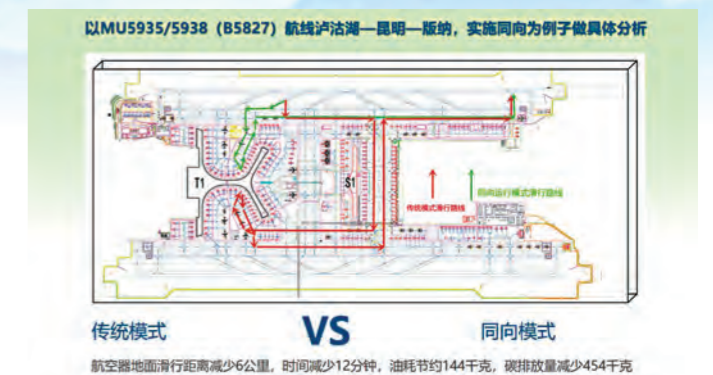 以MU5935/5938（B5827）航线泸沽湖—昆明—版纳，实施同向为例子做具体分析
T1
S1
同向运行模式滑行路线
传统模式滑行路线
传统模式
VS
同向模式
航空器地面滑行距离减少6公里，时间减少12分钟，油耗节约144千克，碳排放量减少454千克